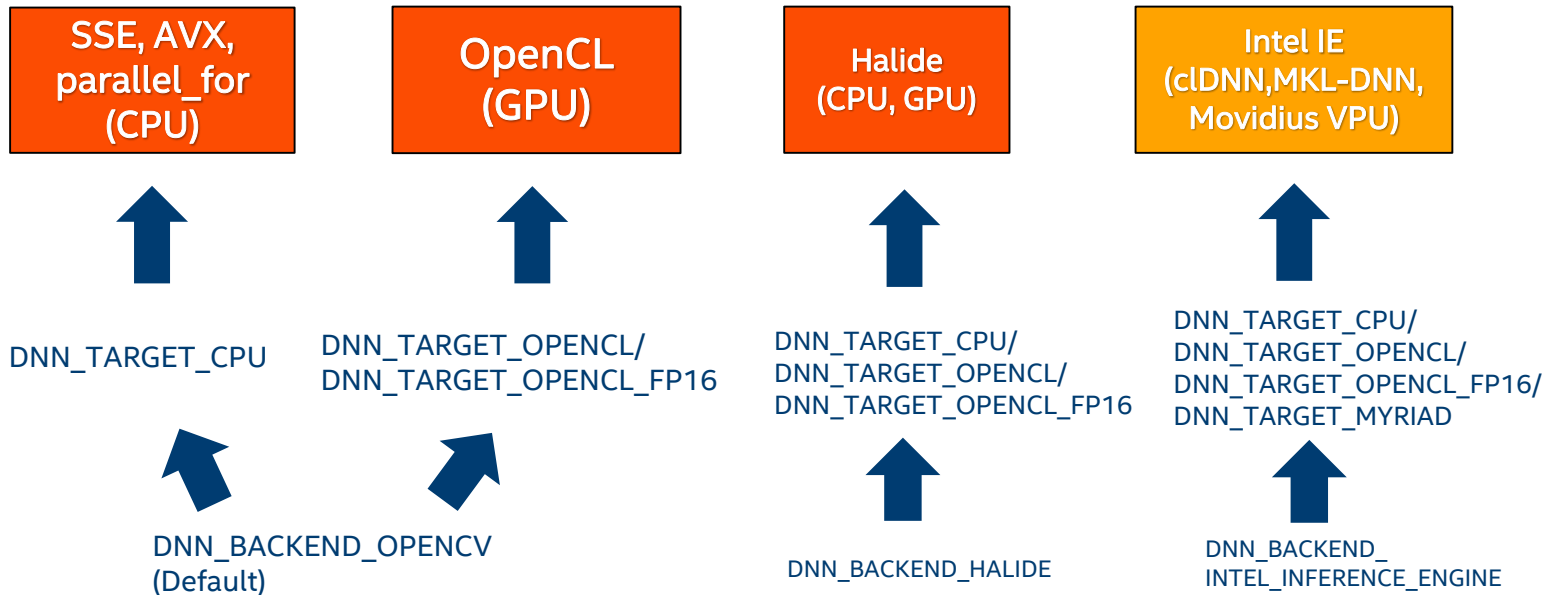 SSE, AVX,
parallel_for
(CPU)
OpenCL
(GPU)
Halide
(CPU, GPU)
Intel IE
(clDNN,MKL-DNN,
Movidius VPU)
DNN_TARGET_CPU
DNN_TARGET_OPENCL/
DNN_TARGET_OPENCL_FP16
DNN_TARGET_CPU/
DNN_TARGET_OPENCL/
DNN_TARGET_OPENCL_FP16
DNN_TARGET_CPU/
DNN_TARGET_OPENCL/
DNN_TARGET_OPENCL_FP16/
DNN_TARGET_MYRIAD
DNN_BACKEND_OPENCV
(Default)
DNN_BACKEND_HALIDE
DNN_BACKEND_
INTEL_INFERENCE_ENGINE